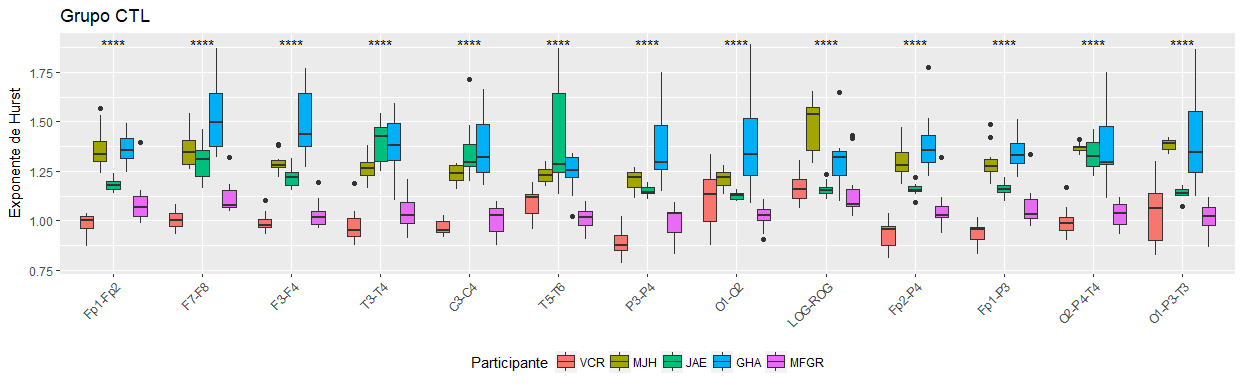 Grupo CTL
**** **** **** **** **** **** **** **** **** **** **** **** ****
Exponente de Hurst
1.75
1.50
1.25
1.00
0.75
Fp1-Fp2 F7-F8 F3-F4 T3-T4 C3-C4 T5-T6 P3-P4 O1-O2 LOG-ROG Fp2-P4 Fp1-P3 O2-P4-T4 O1-P3-T3
Participante VCR MJH JAE GHA MFGR